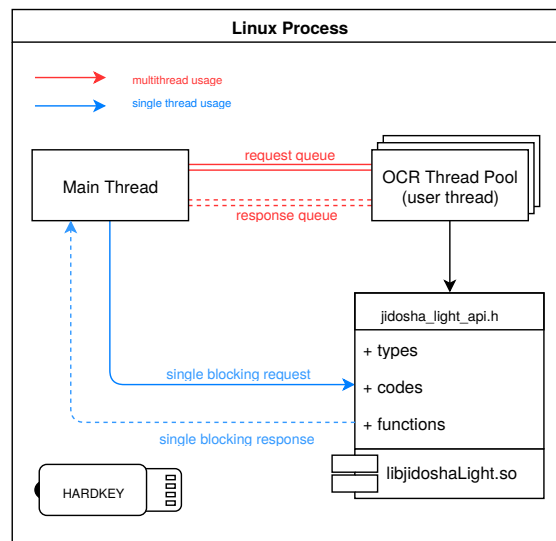 Linux Process
multithread usage
single thread usage
request queue
Main Thread
OCR Thread Pool
(user thread)
response queue
jidosha_light_api.h
+ types
single blocking request
+ codes
+ functions
single blocking response
libjidoshaLight.so
HARDKEY